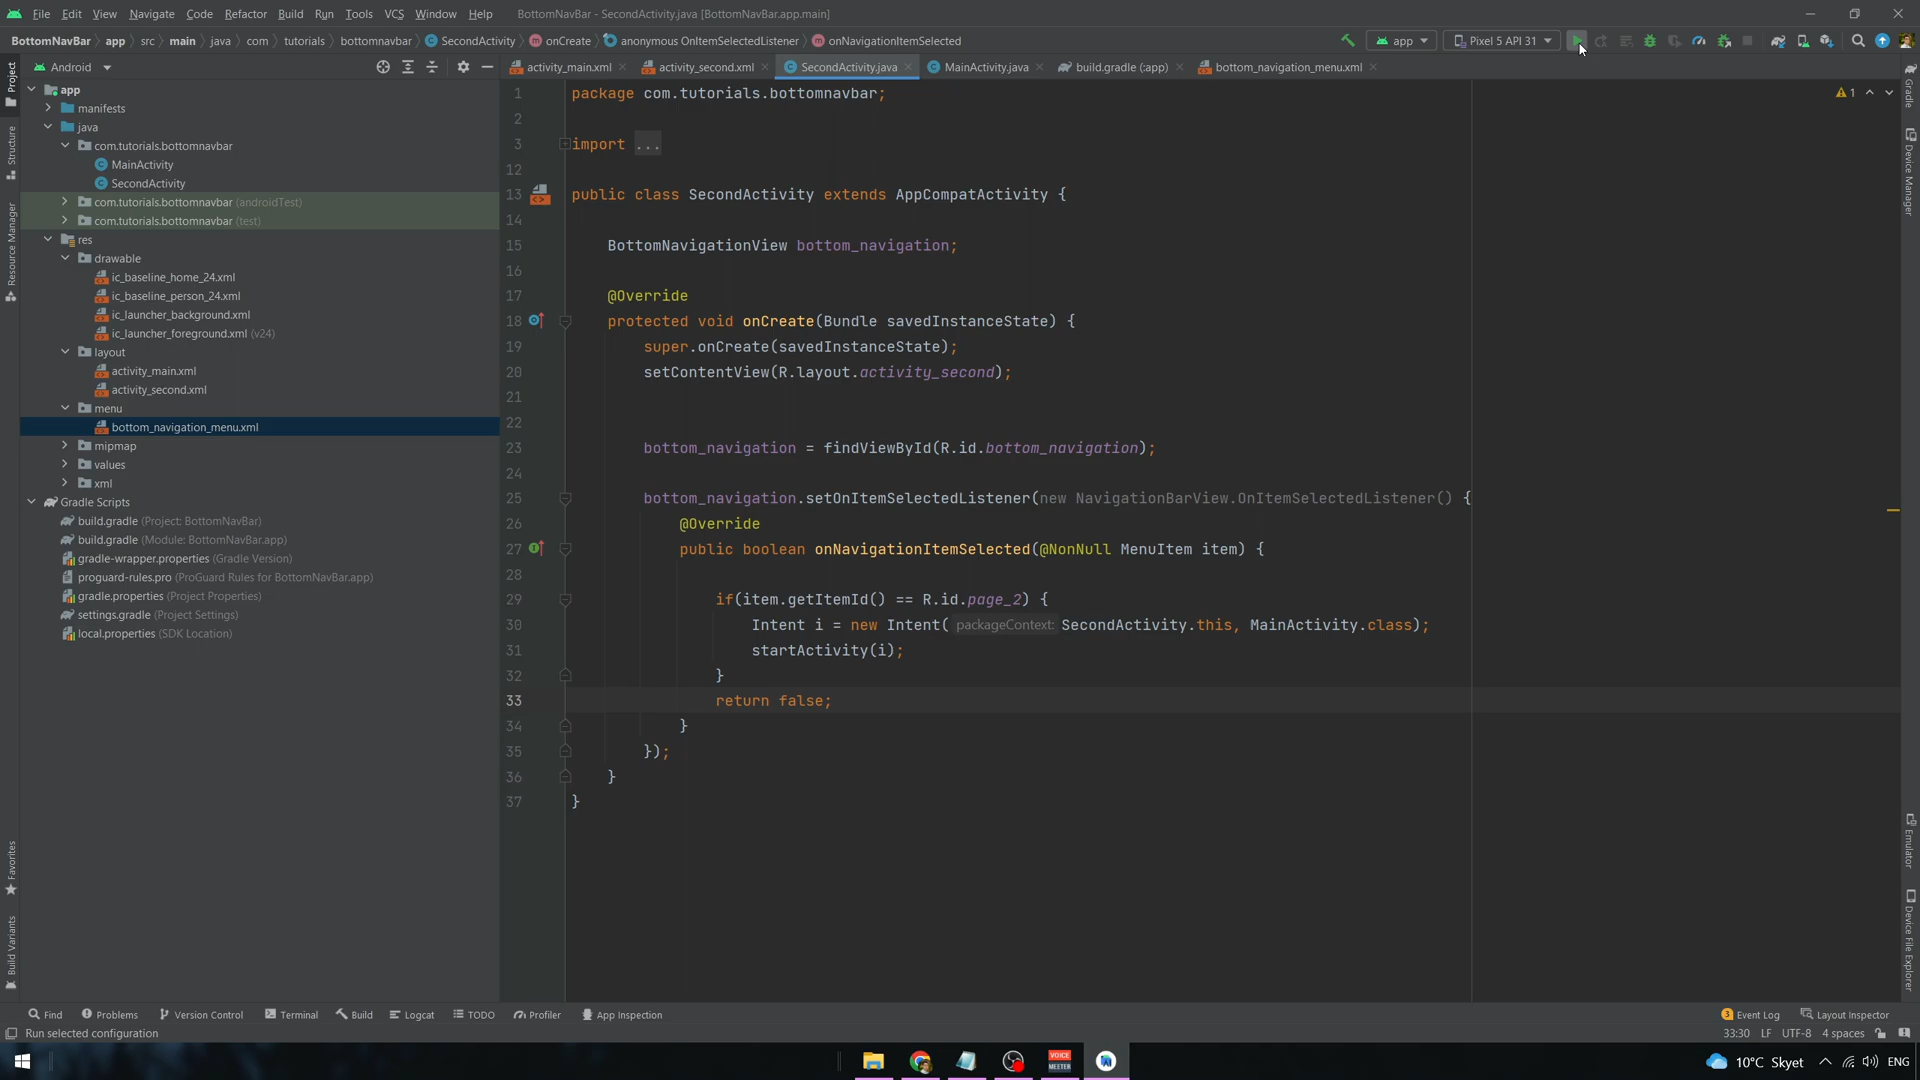 File Edit View Navigate Code Refactor Build Run Tools VCS Window Help BottomNavBar - SecondActivity.java [BottomNavBar.app.main]
BottomNavBar app src main java com tutorials bottomnavbar SecondActivity onCreate anonymous OnItemSelectedListener onNavigationItemSelected app Pixel 5 API 31
Android
activity_main.xml activity_second.xml SecondActivity.java MainActivity.java build.gradle (:app) bottom_navigation_menu.xml
Project
Structure
Resource Manager
Favorites
Build Variants
app
manifests
java
com.tutorials.bottomnavbar
MainActivity
SecondActivity
com.tutorials.bottomnavbar (androidTest)
com.tutorials.bottomnavbar (test)
res
drawable
ic_baseline_home_24.xml
ic_baseline_person_24.xml
ic_launcher_background.xml
ic_launcher_foreground.xml (v24)
layout
activity_main.xml
activity_second.xml
menu
bottom_navigation_menu.xml
mipmap
values
xml
Gradle Scripts
build.gradle (Project: BottomNavBar)
build.gradle (Module: BottomNavBar.app)
gradle-wrapper.properties (Gradle Version)
proguard-rules.pro (ProGuard Rules for BottomNavBar.app)
gradle.properties (Project Properties)
settings.gradle (Project Settings)
local.properties (SDK Location)
1 package com.tutorials.bottomnavbar;
2
3 import ...
12
13 public class SecondActivity extends AppCompatActivity {
14
15 BottomNavigationView bottom_navigation;
16
17 @Override
18 protected void onCreate(Bundle savedInstanceState) {
19 super.onCreate(savedInstanceState);
20 setContentView(R.layout.activity_second);
21
22
23 bottom_navigation = findViewById(R.id.bottom_navigation);
24
25 bottom_navigation.setOnItemSelectedListener(new NavigationBarView.OnItemSelectedListener() {
26 @Override
27 public boolean onNavigationItemSelected(@NonNull MenuItem item) {
28
29 if(item.getItemId() == R.id.page_2) {
30 Intent i = new Intent( packageContext: SecondActivity.this, MainActivity.class);
31 startActivity(i);
32 }
33 return false;
34 }
35 });
36 }
37 }
1
Gradle
Device Manager
Emulator
Device File Explorer
Find Problems Version Control Terminal Build Logcat TODO Profiler App Inspection 3 Event Log Layout Inspector
Run selected configuration 33:30 LF UTF-8 4 spaces
VOICE
MEETER
10°C Skyet ENG